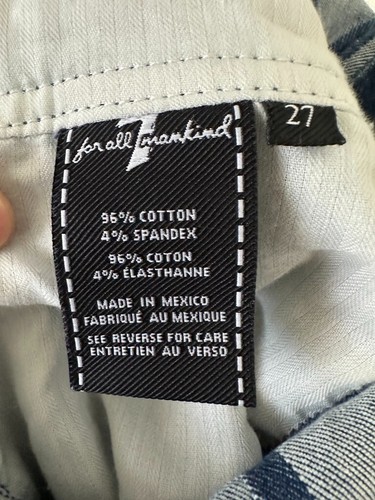 for all 7 mankind
27
96% COTTON
4% SPANDEX
96% COTON
4% ÉLASTHANNE
MADE IN MEXICO
FABRIQUÉ AU MEXIQUE
SEE REVERSE FOR CARE
ENTRETIEN AU VERSO